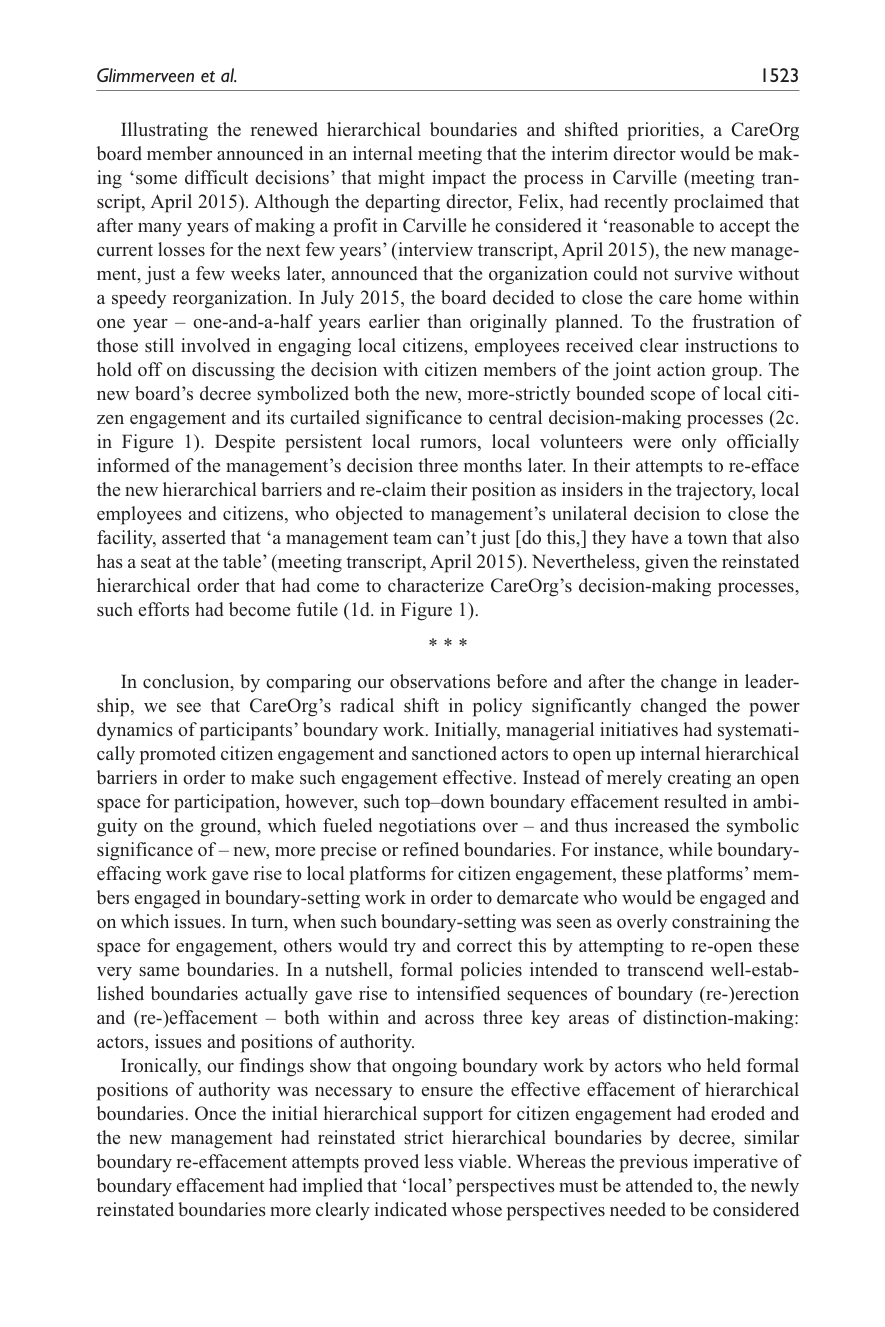 Glimmerveen et al. 1523
Illustrating the renewed hierarchical boundaries and shifted priorities, a CareOrg
board member announced in an internal meeting that the interim director would be mak-
ing ‘some difficult decisions’ that might impact the process in Carville (meeting tran-
script, April 2015). Although the departing director, Felix, had recently proclaimed that
after many years of making a profit in Carville he considered it ‘reasonable to accept the
current losses for the next few years’ (interview transcript, April 2015), the new manage-
ment, just a few weeks later, announced that the organization could not survive without
a speedy reorganization. In July 2015, the board decided to close the care home within
one year – one-and-a-half years earlier than originally planned. To the frustration of
those still involved in engaging local citizens, employees received clear instructions to
hold off on discussing the decision with citizen members of the joint action group. The
new board’s decree symbolized both the new, more-strictly bounded scope of local citi-
zen engagement and its curtailed significance to central decision-making processes (2c.
in Figure 1). Despite persistent local rumors, local volunteers were only officially
informed of the management’s decision three months later. In their attempts to re-efface
the new hierarchical barriers and re-claim their position as insiders in the trajectory, local
employees and citizens, who objected to management’s unilateral decision to close the
facility, asserted that ‘a management team can’t just [do this,] they have a town that also
has a seat at the table’ (meeting transcript, April 2015). Nevertheless, given the reinstated
hierarchical order that had come to characterize CareOrg’s decision-making processes,
such efforts had become futile (1d. in Figure 1).
* * *
In conclusion, by comparing our observations before and after the change in leader-
ship, we see that CareOrg’s radical shift in policy significantly changed the power
dynamics of participants’ boundary work. Initially, managerial initiatives had systemati-
cally promoted citizen engagement and sanctioned actors to open up internal hierarchical
barriers in order to make such engagement effective. Instead of merely creating an open
space for participation, however, such top–down boundary effacement resulted in ambi-
guity on the ground, which fueled negotiations over – and thus increased the symbolic
significance of – new, more precise or refined boundaries. For instance, while boundary-
effacing work gave rise to local platforms for citizen engagement, these platforms’ mem-
bers engaged in boundary-setting work in order to demarcate who would be engaged and
on which issues. In turn, when such boundary-setting was seen as overly constraining the
space for engagement, others would try and correct this by attempting to re-open these
very same boundaries. In a nutshell, formal policies intended to transcend well-estab-
lished boundaries actually gave rise to intensified sequences of boundary (re-)erection
and (re-)effacement – both within and across three key areas of distinction-making:
actors, issues and positions of authority.
Ironically, our findings show that ongoing boundary work by actors who held formal
positions of authority was necessary to ensure the effective effacement of hierarchical
boundaries. Once the initial hierarchical support for citizen engagement had eroded and
the new management had reinstated strict hierarchical boundaries by decree, similar
boundary re-effacement attempts proved less viable. Whereas the previous imperative of
boundary effacement had implied that ‘local’ perspectives must be attended to, the newly
reinstated boundaries more clearly indicated whose perspectives needed to be considered